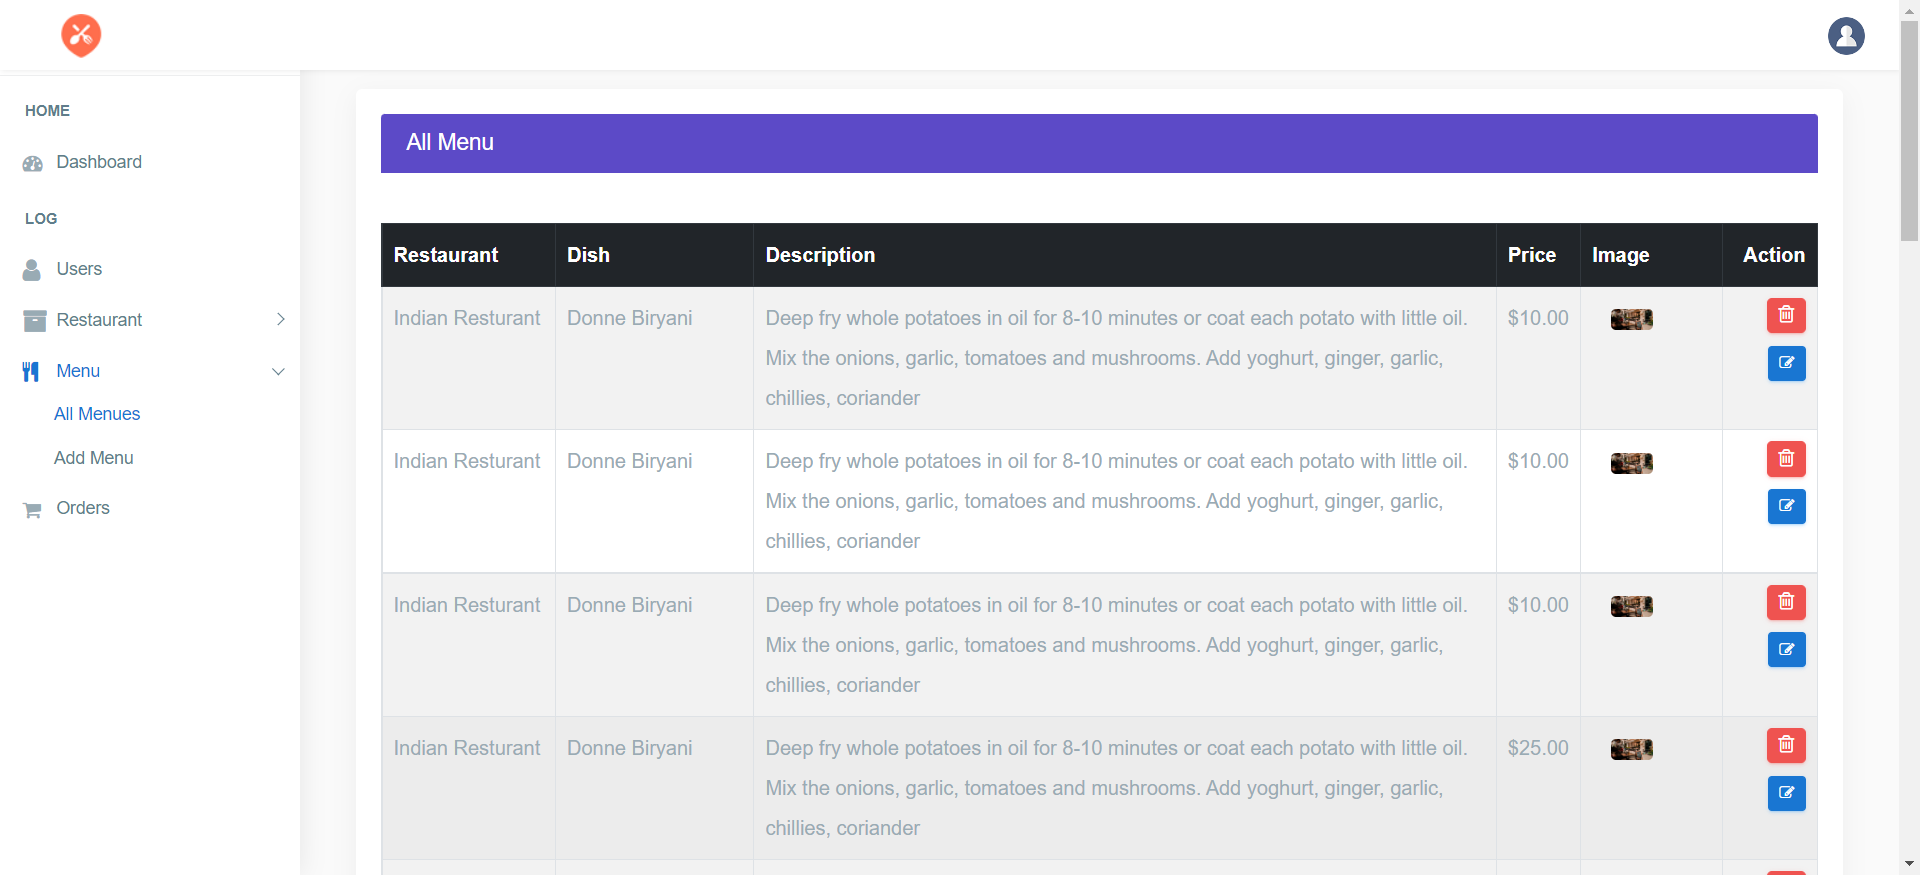 HOME
Dashboard
LOG
Users
Restaurant
Menu
All Menues
Add Menu
Orders
All Menu
Restaurant Dish Description Price Image Action
Indian Resturant Donne Biryani Deep fry whole potatoes in oil for 8-10 minutes or coat each potato with little oil. $10.00
Mix the onions, garlic, tomatoes and mushrooms. Add yoghurt, ginger, garlic,
chillies, coriander
Indian Resturant Donne Biryani Deep fry whole potatoes in oil for 8-10 minutes or coat each potato with little oil. $10.00
Mix the onions, garlic, tomatoes and mushrooms. Add yoghurt, ginger, garlic,
chillies, coriander
Indian Resturant Donne Biryani Deep fry whole potatoes in oil for 8-10 minutes or coat each potato with little oil. $10.00
Mix the onions, garlic, tomatoes and mushrooms. Add yoghurt, ginger, garlic,
chillies, coriander
Indian Resturant Donne Biryani Deep fry whole potatoes in oil for 8-10 minutes or coat each potato with little oil. $25.00
Mix the onions, garlic, tomatoes and mushrooms. Add yoghurt, ginger, garlic,
chillies, coriander